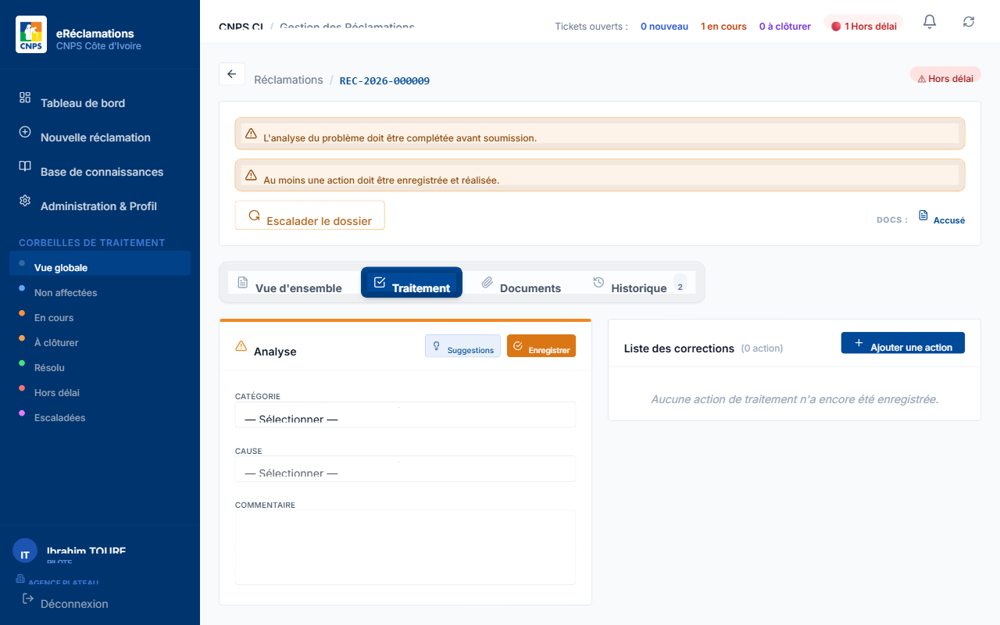 CNPS
eRéclamations
CNPS Côte d'Ivoire
Tableau de bord
Nouvelle réclamation
Base de connaissances
Administration & Profil
CORBEILLES DE TRAITEMENT
Vue globale
Non affectées
En cours
À clôturer
Résolu
Hors délai
Escaladées
IT
Ibrahim TOURE
PILOTE
AGENCE PLATEAU
Déconnexion
CNPS CI / Gestion des Réclamations
Tickets ouverts : 0 nouveau 1 en cours 0 à clôturer 1 Hors délai
Réclamations / REC-2026-000009
Hors délai
L'analyse du problème doit être complétée avant soumission.
Au moins une action doit être enregistrée et réalisée.
Escalader le dossier
DOCS : Accusé
Vue d'ensemble Traitement Documents Historique 2
Analyse Suggestions Enregistrer
CATÉGORIE
— Sélectionner —
CAUSE
— Sélectionner —
COMMENTAIRE
Liste des corrections (0 action) Ajouter une action
Aucune action de traitement n'a encore été enregistrée.